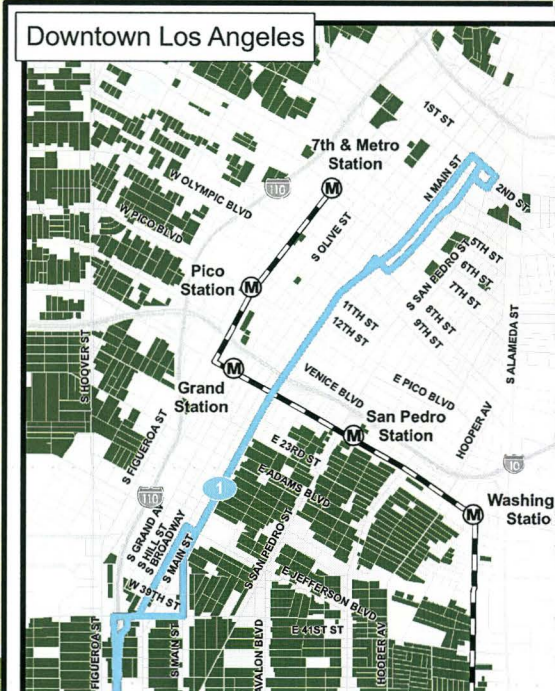 Downtown Los Angeles
1ST ST
7th & Metro
Station
M
N MAIN ST
110
W OLYMPIC BLVD
2ND ST
W PICO BLVD
S OLIVE ST
5TH ST
S SAN PEDRO ST
6TH ST
Pico
Station
M
7TH ST
11TH ST
8TH ST
12TH ST
9TH ST
S ALAMEDA ST
S HOOVER ST
M
Grand
Station
VENICE BLVD
E PICO BLVD
San Pedro
Station
M
HOOPER AV
S FIGUEROA ST
E 23RD ST
10
E ADAMS BLVD
1
110
Washing
Statio
M
S GRAND AV
S HILL ST
S BROADWAY
S MAIN ST
S SAN PEDRO ST
W 39TH ST
E JEFFERSON BLVD
E 41ST ST
FIGUEROA ST
S MAIN ST
AVALON BLVD
HOOPER AV